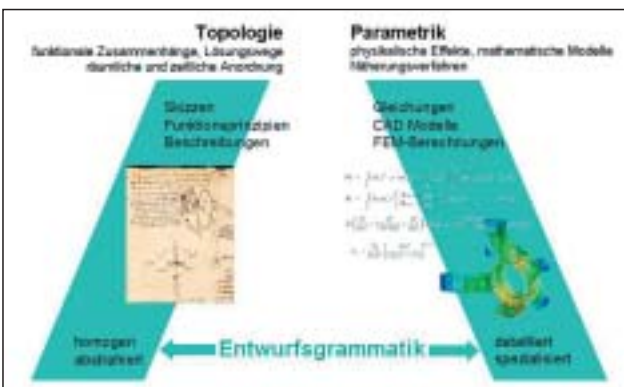 Topologie
funktionale Zusammenhänge, Lösungswege
räumliche und zeitliche Anordnung
Skizzen
Funktionsprinzipien
Beschreibungen
homogen
abstrahiert
Parametrik
physikalische Effekte, mathematische Modelle
Näherungsverfahren
Gleichungen
CAD Modelle
FEM-Berechnungen
detailliert
spezialisiert
Entwurfsgrammatik